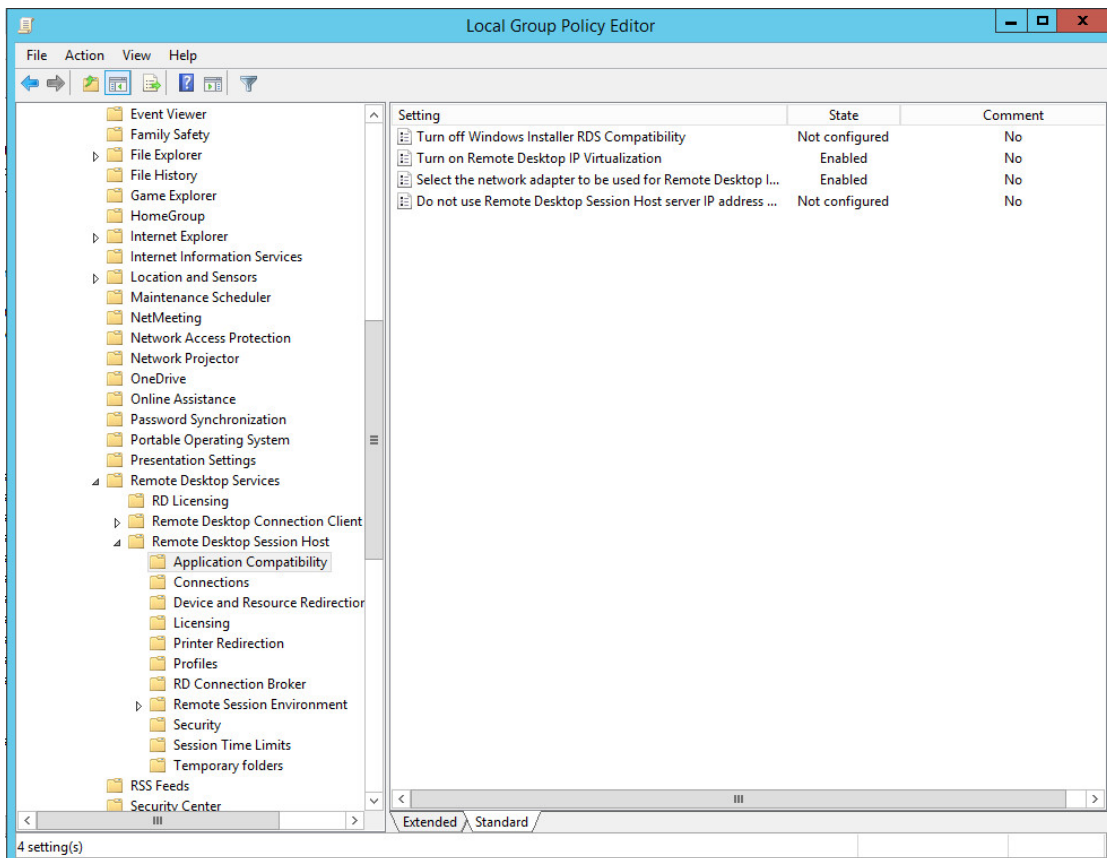 Local Group Policy Editor
File Action View Help
Event Viewer
Family Safety
File Explorer
File History
Game Explorer
HomeGroup
Internet Explorer
Internet Information Services
Location and Sensors
Maintenance Scheduler
NetMeeting
Network Access Protection
Network Projector
OneDrive
Online Assistance
Password Synchronization
Portable Operating System
Presentation Settings
Remote Desktop Services
RD Licensing
Remote Desktop Connection Client
Remote Desktop Session Host
Application Compatibility
Connections
Device and Resource Redirection
Licensing
Printer Redirection
Profiles
RD Connection Broker
Remote Session Environment
Security
Session Time Limits
Temporary folders
RSS Feeds
Security Center
Setting State Comment
Turn off Windows Installer RDS Compatibility Not configured No
Turn on Remote Desktop IP Virtualization Enabled No
Select the network adapter to be used for Remote Desktop I... Enabled No
Do not use Remote Desktop Session Host server IP address ... Not configured No
Extended Standard
4 setting(s)